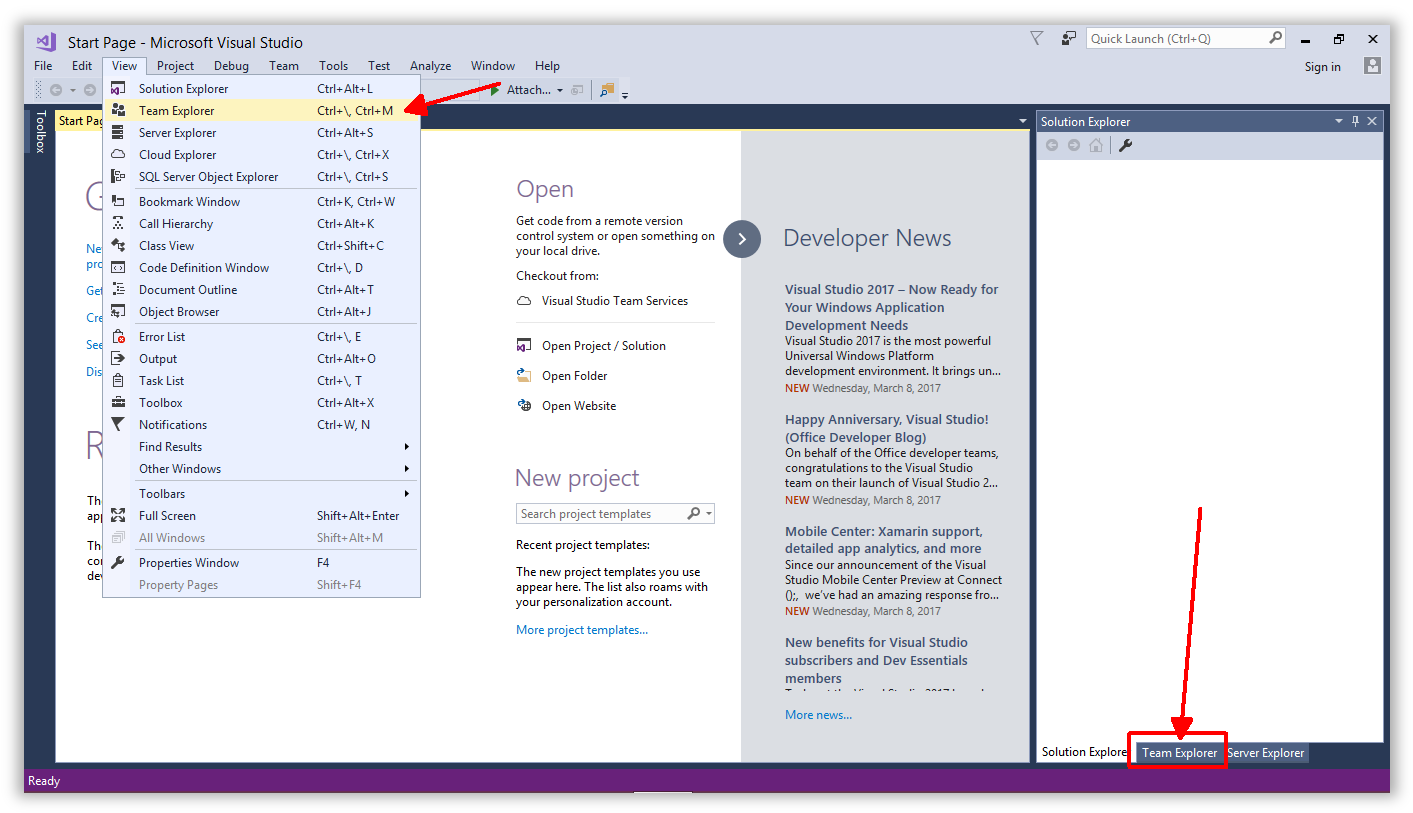 Start Page - Microsoft Visual Studio
Quick Launch (Ctrl+Q)
File Edit View Project Debug Team Tools Test Analyze Window Help
Sign in
Attach...
Toolbox
Start Pag
Solution Explorer Ctrl+Alt+L
Team Explorer Ctrl+\, Ctrl+M
Server Explorer Ctrl+Alt+S
Cloud Explorer Ctrl+\, Ctrl+X
SQL Server Object Explorer Ctrl+\, Ctrl+S
Bookmark Window Ctrl+K, Ctrl+W
Call Hierarchy Ctrl+Alt+K
Class View Ctrl+Shift+C
Code Definition Window Ctrl+\, D
Document Outline Ctrl+Alt+T
Object Browser Ctrl+Alt+J
Error List Ctrl+\, E
Output Ctrl+Alt+O
Task List Ctrl+\, T
Toolbox Ctrl+Alt+X
Notifications Ctrl+W, N
Find Results
Other Windows
Toolbars
Full Screen Shift+Alt+Enter
All Windows Shift+Alt+M
Properties Window F4
Property Pages Shift+F4
Ne
pro
Get
Cre
See
Dis
R
Th
app
The
con
dev
Open
Get code from a remote version
control system or open something on
your local drive.
Checkout from:
Visual Studio Team Services
Open Project / Solution
Open Folder
Open Website
New project
Search project templates
Recent project templates:
The new project templates you use
appear here. The list also roams with
your personalization account.
More project templates...
Developer News
Visual Studio 2017 – Now Ready for
Your Windows Application
Development Needs
Visual Studio 2017 is the most powerful
Universal Windows Platform
development environment. It brings un...
NEW Wednesday, March 8, 2017
Happy Anniversary, Visual Studio!
(Office Developer Blog)
On behalf of the Office developer teams,
congratulations to the Visual Studio
team on their launch of Visual Studio 2...
NEW Wednesday, March 8, 2017
Mobile Center: Xamarin support,
detailed app analytics, and more
Since our announcement of the Visual
Studio Mobile Center Preview at Connect
();, we've had an amazing response fro...
NEW Wednesday, March 8, 2017
New benefits for Visual Studio
subscribers and Dev Essentials
members
More news...
Solution Explorer
Solution Explorer Team Explorer Server Explorer
Ready